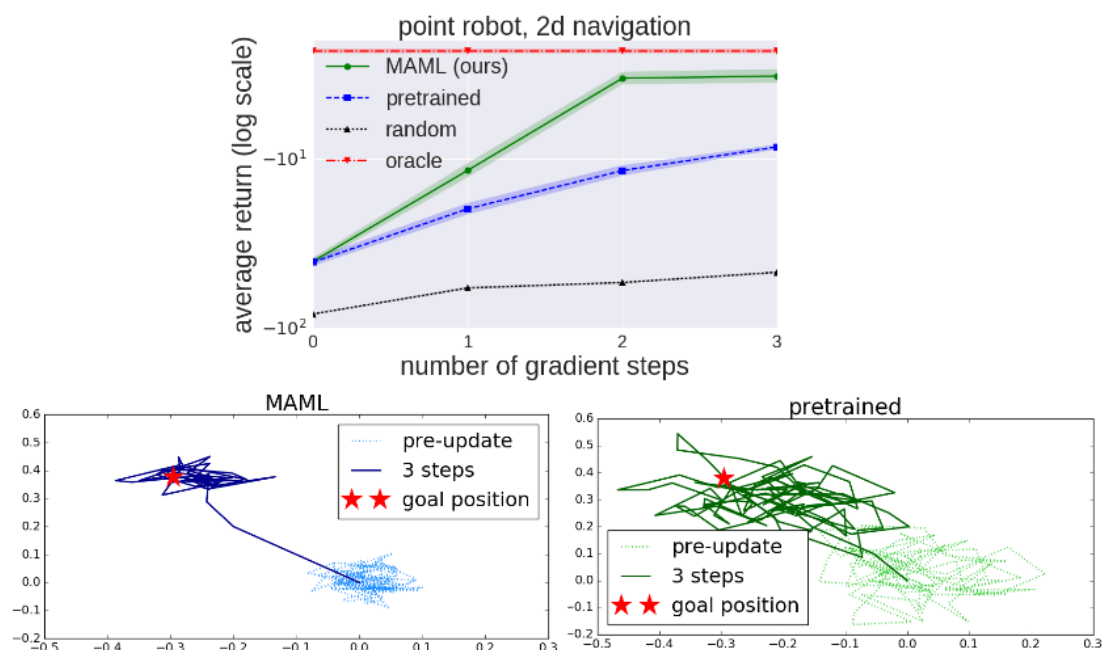 point robot, 2d navigation
average return (log scale)
MAML (ours)
pretrained
random
oracle
−10¹
−10²
0 1 2 3
number of gradient steps
MAML
0.6
0.5
0.4
0.3
0.2
0.1
0.0
−0.1
−0.2
−0.5 −0.4 −0.3 −0.2 −0.1 0.0 0.1 0.2 0.3
pre-update
3 steps
goal position
pretrained
0.6
0.5
0.4
0.3
0.2
0.1
0.0
−0.1
−0.2
−0.5 −0.4 −0.3 −0.2 −0.1 0.0 0.1 0.2 0.3
pre-update
3 steps
goal position